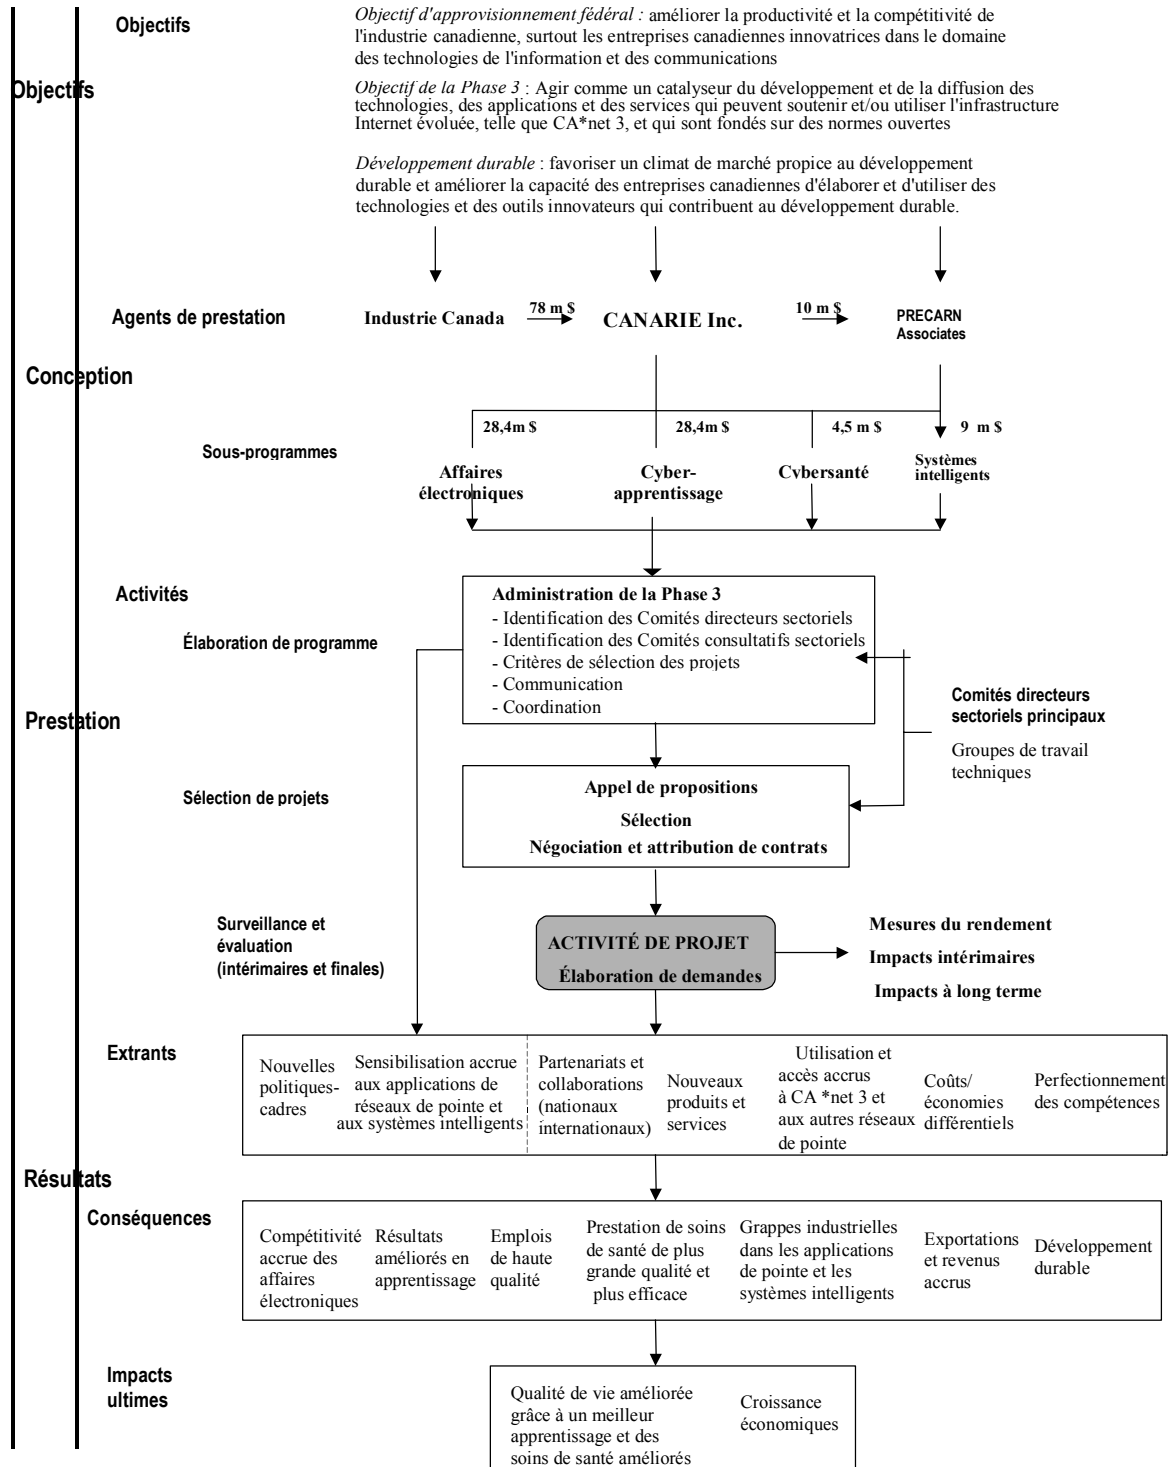 Objectifs
Objectif d'approvisionnement fédéral : améliorer la productivité et la compétitivité de
l'industrie canadienne, surtout les entreprises canadiennes innovatrices dans le domaine
des technologies de l'information et des communications
Objectifs
Objectif de la Phase 3 : Agir comme un catalyseur du développement et de la diffusion des
technologies, des applications et des services qui peuvent soutenir et/ou utiliser l'infrastructure
Internet évoluée, telle que CA*net 3, et qui sont fondés sur des normes ouvertes
Développement durable : favoriser un climat de marché propice au développement
durable et améliorer la capacité des entreprises canadiennes d'élaborer et d'utiliser des
technologies et des outils innovateurs qui contribuent au développement durable.
Agents de prestation
Industrie Canada
78 m $
CANARIE Inc.
10 m $
PRECARN
Associates
Conception
Sous-programmes
28,4m $
28,4m $
4,5 m $
9 m $
Affaires
électroniques
Cyber-
apprentissage
Cybersanté
Systèmes
intelligents
Activités
Élaboration de programme
Administration de la Phase 3
- Identification des Comités directeurs sectoriels
- Identification des Comités consultatifs sectoriels
- Critères de sélection des projets
- Communication
- Coordination
Comités directeurs
sectoriels principaux
Groupes de travail
techniques
Prestation
Sélection de projets
Appel de propositions
Sélection
Négociation et attribution de contrats
Surveillance et
évaluation
(intérimaires et finales)
ACTIVITÉ DE PROJET
Élaboration de demandes
Mesures du rendement
Impacts intérimaires
Impacts à long terme
Extrants
Nouvelles
politiques-
cadres
Sensibilisation accrue
aux applications de
réseaux de pointe et
aux systèmes intelligents
Partenariats et
collaborations
(nationaux
internationaux)
Nouveaux
produits et
services
Utilisation et
accès accrus
à CA *net 3 et
aux autres réseaux
de pointe
Coûts/
économies
différentiels
Perfectionnement
des compétences
Résultats
Conséquences
Compétitivité
accrue des
affaires
électroniques
Résultats
améliorés en
apprentissage
Emplois
de haute
qualité
Prestation de soins
de santé de plus
grande qualité et
plus efficace
Grappes industrielles
dans les applications
de pointe et les
systèmes intelligents
Exportations
et revenus
accrus
Développement
durable
Impacts
ultimes
Qualité de vie améliorée
grâce à un meilleur
apprentissage et des
soins de santé améliorés
Croissance
économiques